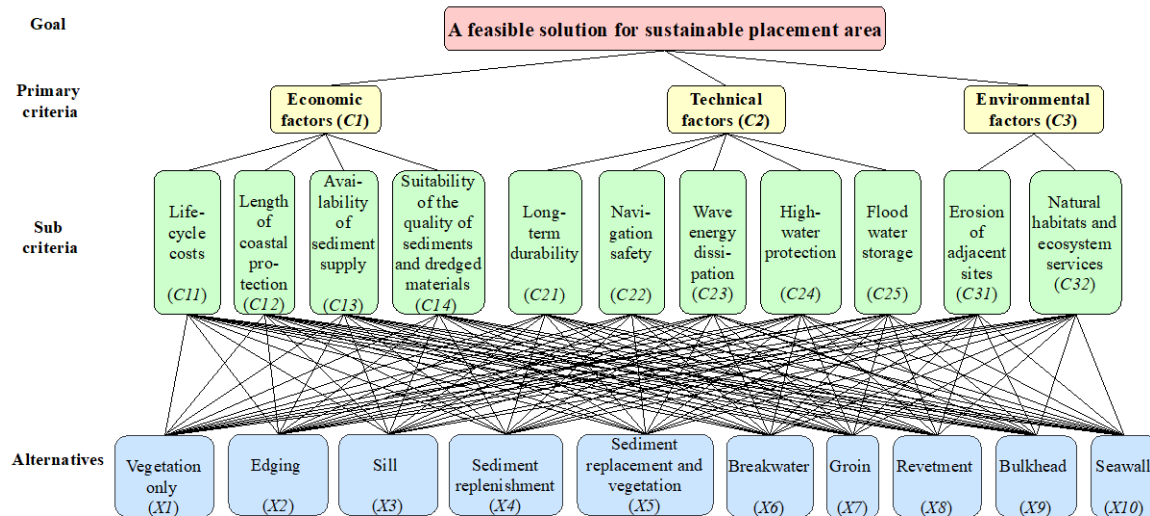 Goal
A feasible solution for sustainable placement area
Primary
criteria
Economic
factors (C1)
Technical
factors (C2)
Environmental
factors (C3)
Sub
criteria
Life-
cycle
costs
(C11)
Length
of
coastal
pro-
tection
(C12)
Avai-
lability
of
sediment
supply
(C13)
Suitability of
the quality of
sediments
and dredged
materials
(C14)
Long-
term
durability
(C21)
Navi-
gation
safety
(C22)
Wave
energy
dissi-
pation
(C23)
High-
water
protection
(C24)
Flood
water
storage
(C25)
Erosion
of
adjacent
sites
(C31)
Natural
habitats and
ecosystem
services
(C32)
Alternatives
Vegetation
only
(X1)
Edging
(X2)
Sill
(X3)
Sediment
replenishment
(X4)
Sediment
replacement and
vegetation
(X5)
Breakwater
(X6)
Groin
(X7)
Revetment
(X8)
Bulkhead
(X9)
Seawall
(X10)